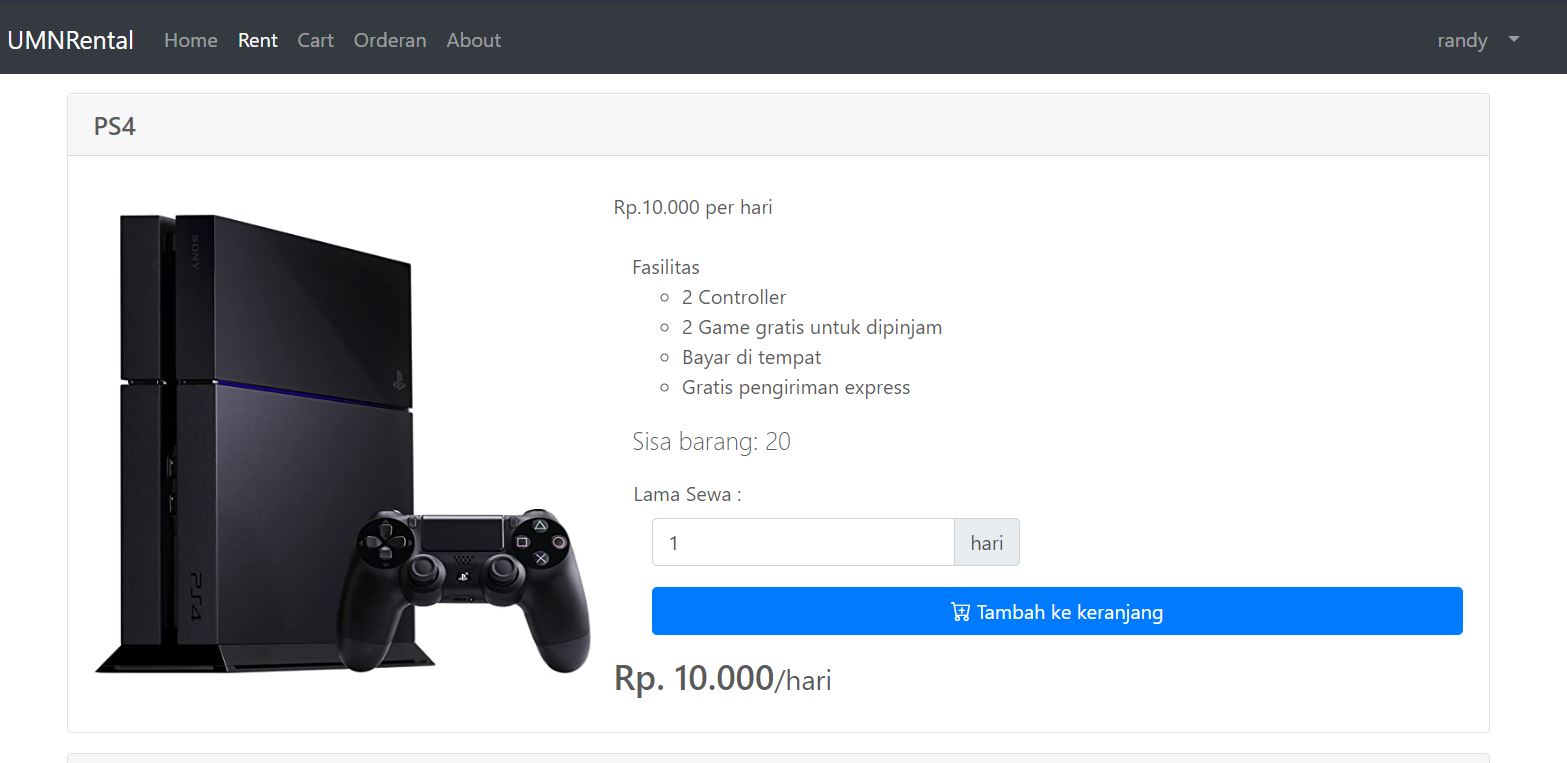 UMNRental Home Rent Cart Orderan About randy
PS4
SONY
PS4
Rp.10.000 per hari
Fasilitas
2 Controller
2 Game gratis untuk dipinjam
Bayar di tempat
Gratis pengiriman express
Sisa barang: 20
Lama Sewa :
1 hari
Tambah ke keranjang
Rp. 10.000/hari